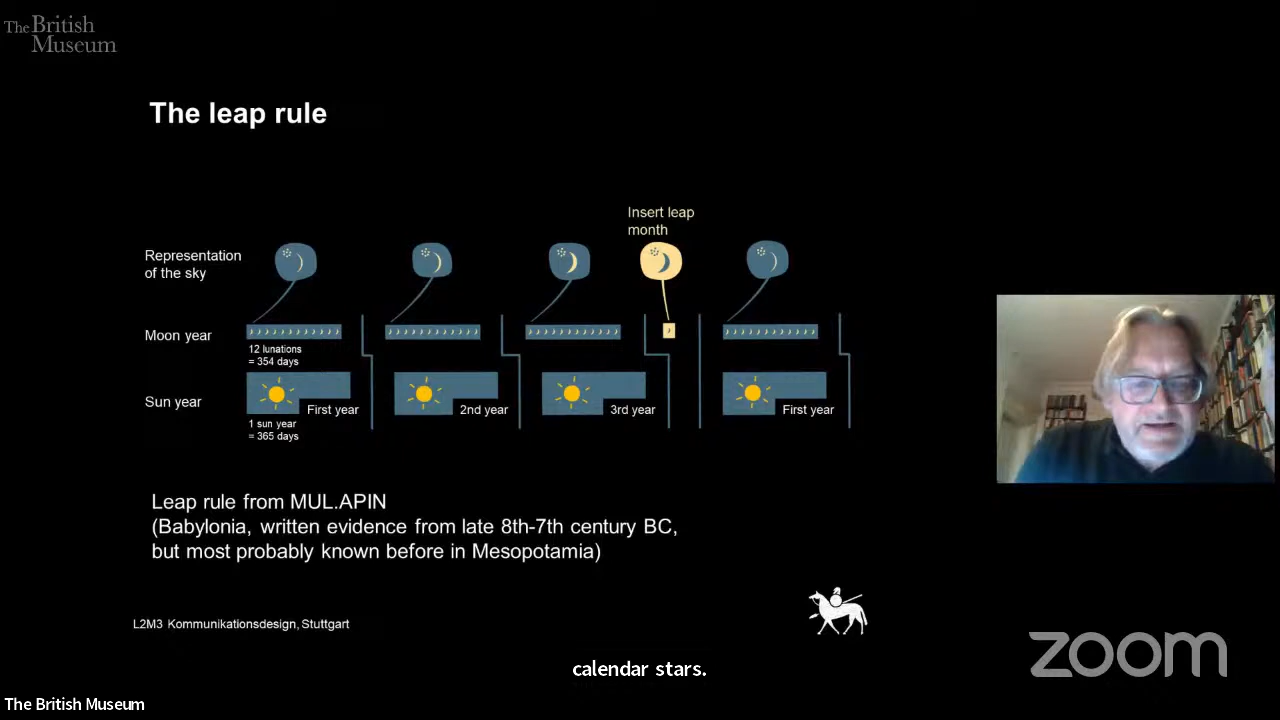 The British
Museum
The leap rule
Insert leap
month
Representation
of the sky
Moon year
12 lunations
= 354 days
Sun year
First year
2nd year
3rd year
First year
1 sun year
= 365 days
Leap rule from MUL.APIN
(Babylonia, written evidence from late 8th-7th century BC,
but most probably known before in Mesopotamia)
L2M3 Kommunikationsdesign, Stuttgart
zoom
calendar stars.
The British Museum